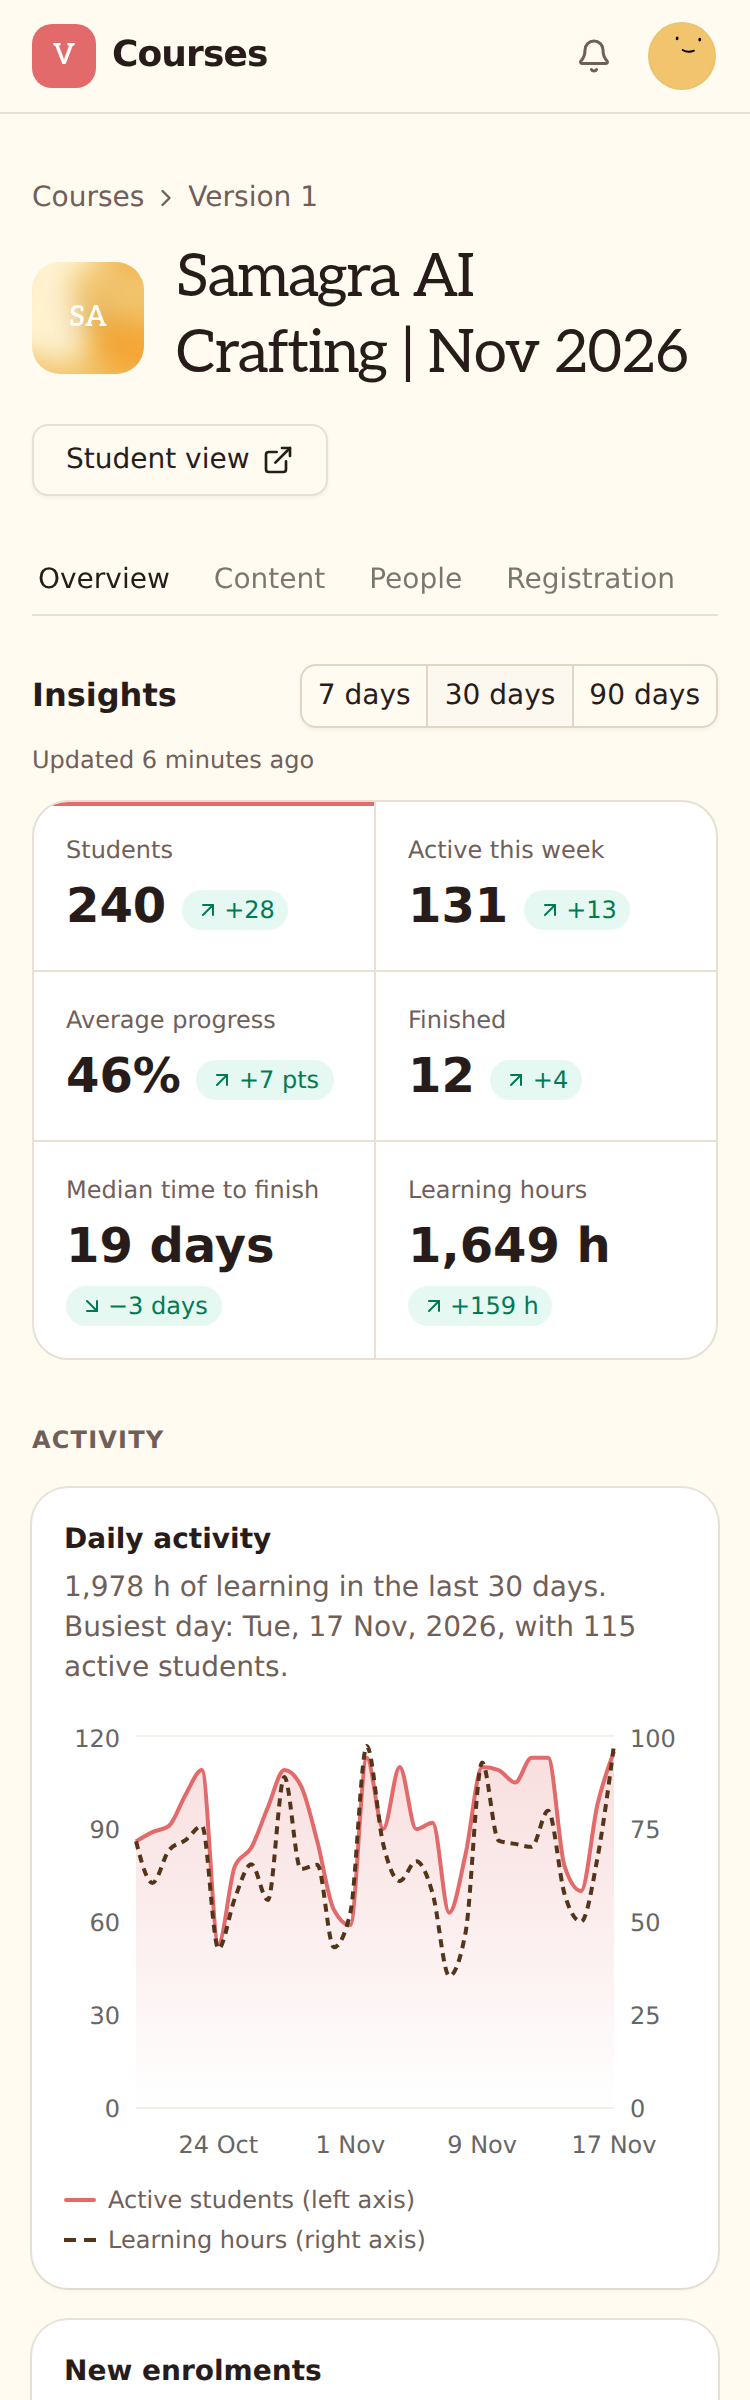 V
Courses
Courses > Version 1
SA
Samagra AI
Crafting | Nov 2026
Student view
Overview Content People Registration
Insights
7 days 30 days 90 days
Updated 6 minutes ago
Students
240 +28
Active this week
131 +13
Average progress
46% +7 pts
Finished
12 +4
Median time to finish
19 days
−3 days
Learning hours
1,649 h
+159 h
ACTIVITY
Daily activity
1,978 h of learning in the last 30 days.
Busiest day: Tue, 17 Nov, 2026, with 115
active students.
120 100
90 75
60 50
30 25
0 0
24 Oct 1 Nov 9 Nov 17 Nov
Active students (left axis)
Learning hours (right axis)
New enrolments